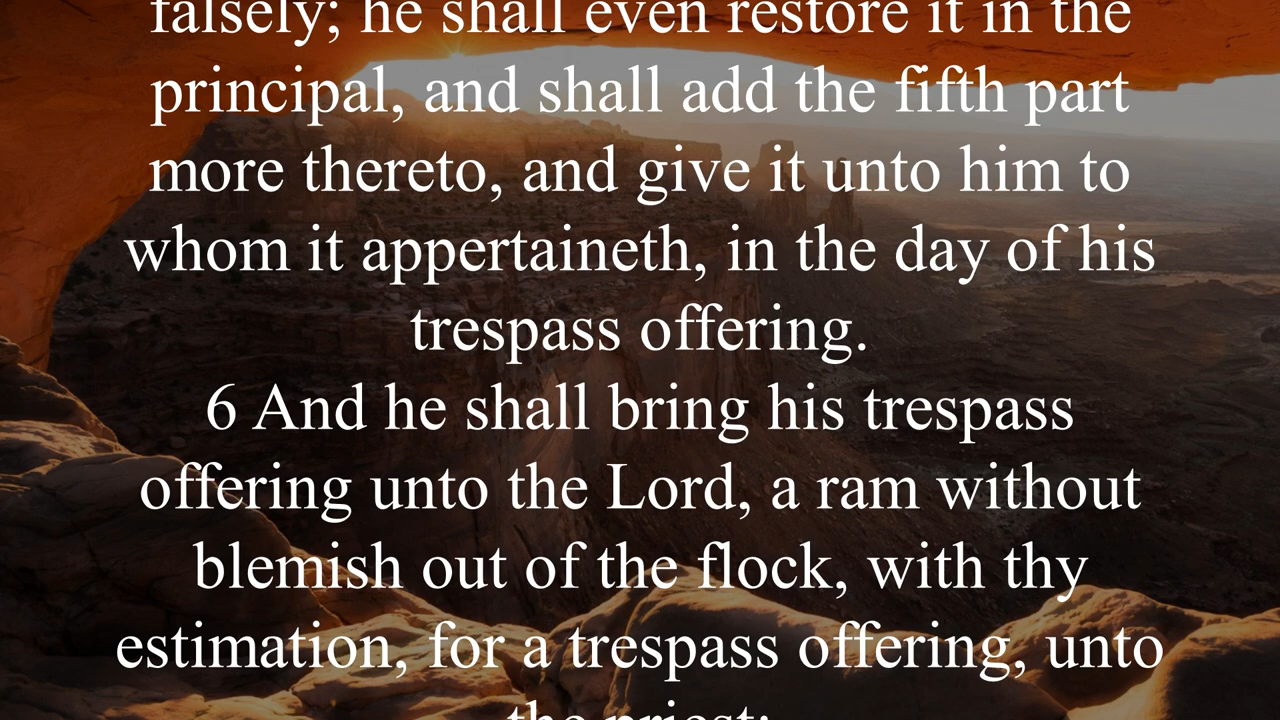 falsely; he shall even restore it in the
principal, and shall add the fifth part
more thereto, and give it unto him to
whom it appertaineth, in the day of his
trespass offering.
6 And he shall bring his trespass
offering unto the Lord, a ram without
blemish out of the flock, with thy
estimation, for a trespass offering, unto
the priest: